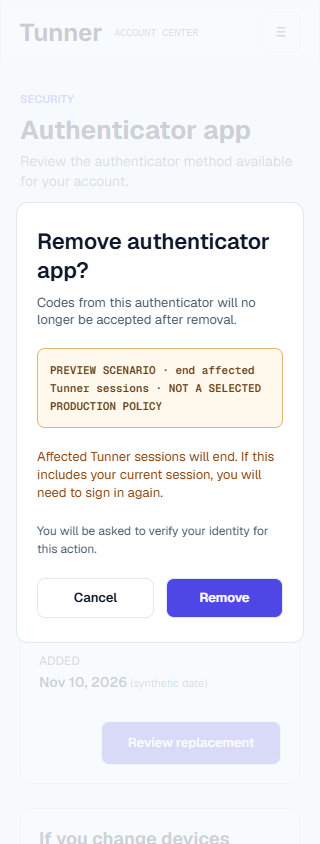 Tunner ACCOUNT CENTER
SECURITY
Authenticator app
Review the authenticator method available
for your account.
Remove authenticator
app?
Codes from this authenticator will no
longer be accepted after removal.
PREVIEW SCENARIO · end affected
Tunner sessions · NOT A SELECTED
PRODUCTION POLICY
Affected Tunner sessions will end. If this
includes your current session, you will
need to sign in again.
You will be asked to verify your identity for
this action.
Cancel Remove
ADDED
Nov 10, 2026 (synthetic date)
Review replacement
If you change devices